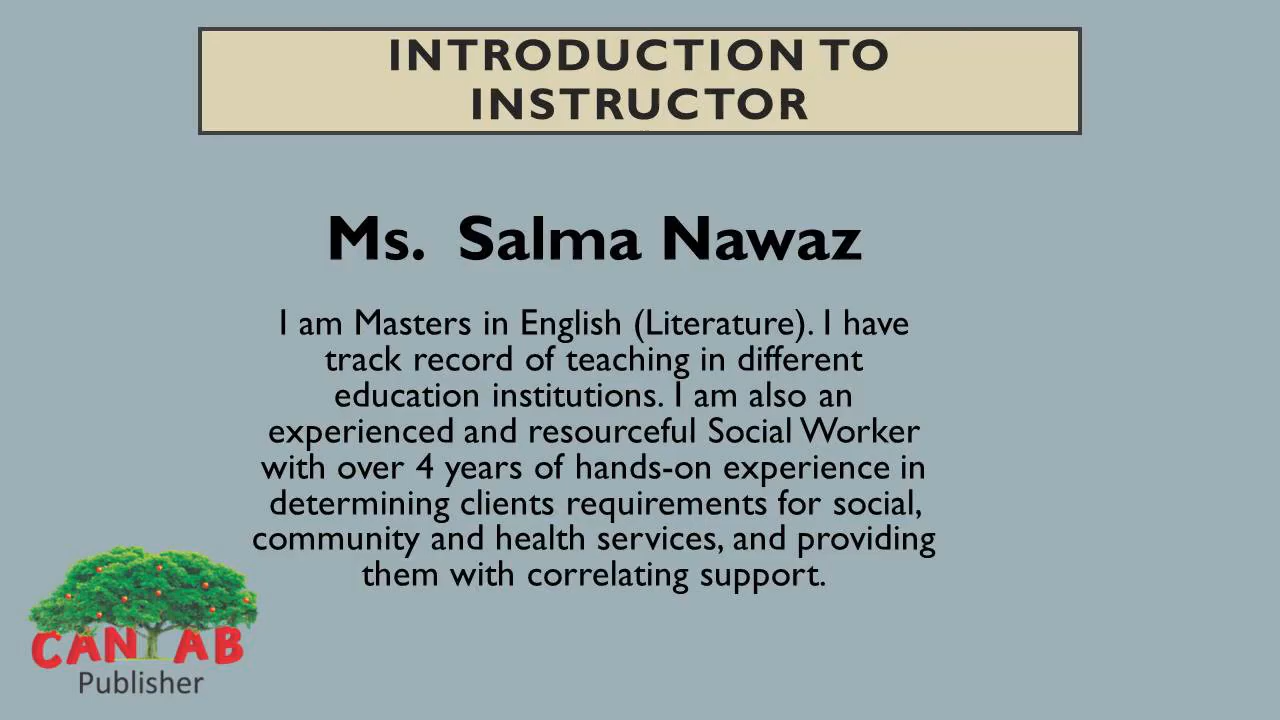 INTRODUCTION TO
INSTRUCTOR
Ms. Salma Nawaz
I am Masters in English (Literature). I have
track record of teaching in different
education institutions. I am also an
experienced and resourceful Social Worker
with over 4 years of hands-on experience in
determining clients requirements for social,
community and health services, and providing
them with correlating support.
CANTAB
Publisher